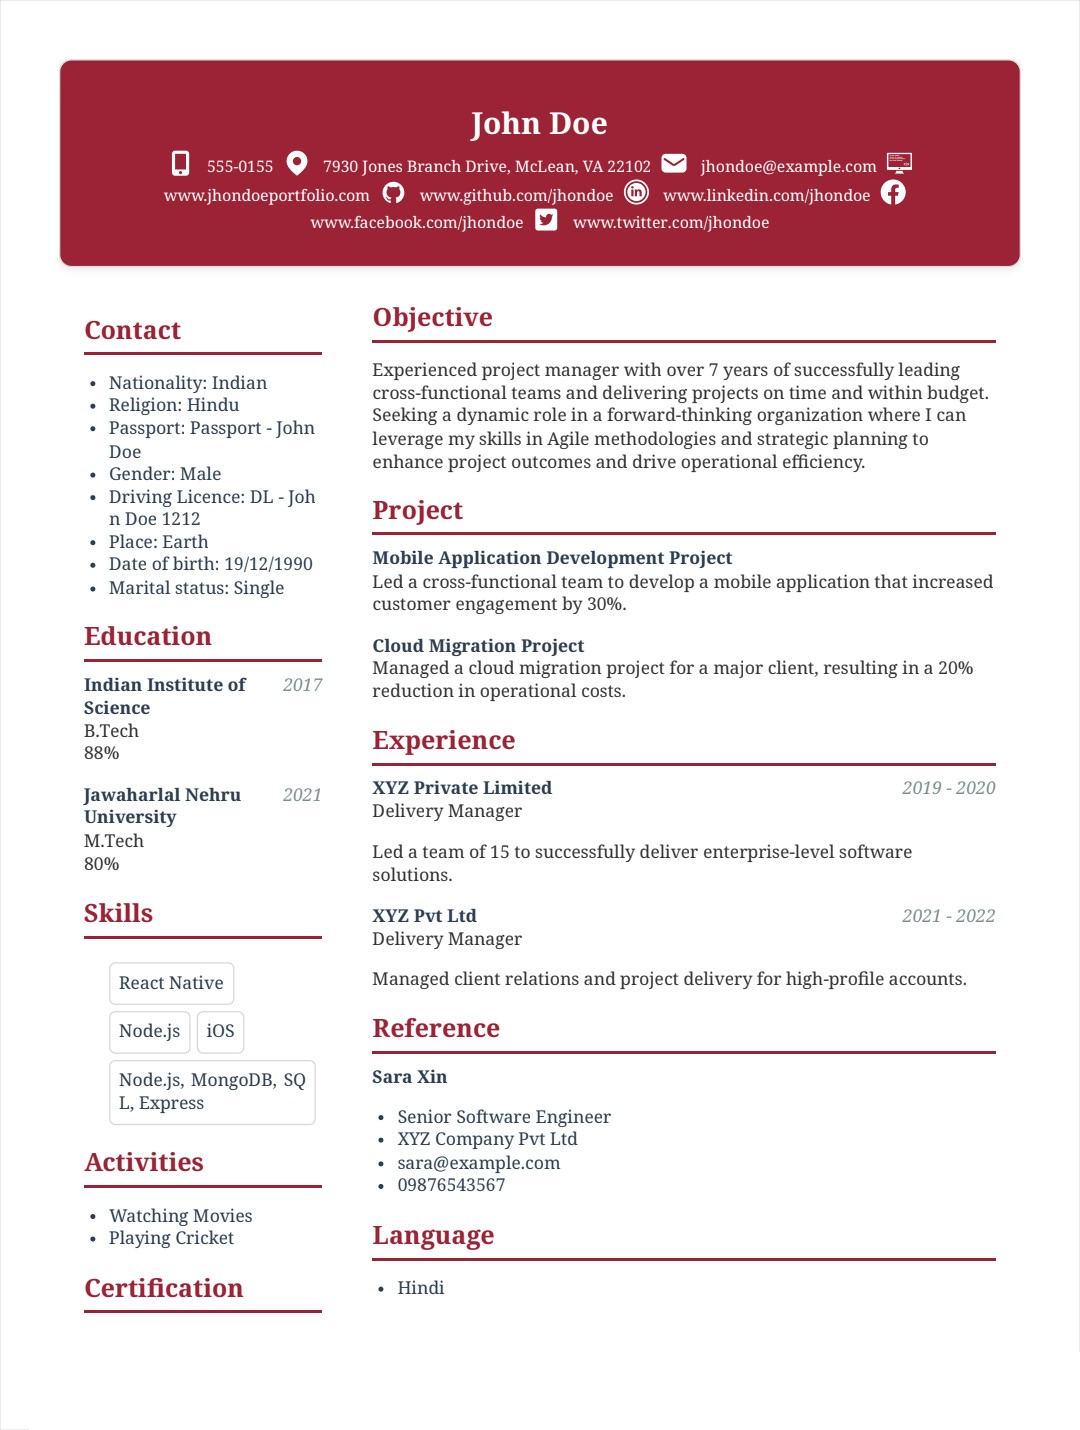 John Doe
555-0155 7930 Jones Branch Drive, McLean, VA 22102 jhondoe@example.com
www.jhondoeportfolio.com www.github.com/jhondoe www.linkedin.com/jhondoe
www.facebook.com/jhondoe www.twitter.com/jhondoe
Contact
• Nationality: Indian
• Religion: Hindu
• Passport: Passport - John
Doe
• Gender: Male
• Driving Licence: DL - Joh
n Doe 1212
• Place: Earth
• Date of birth: 19/12/1990
• Marital status: Single
Education
Indian Institute of 2017
Science
B.Tech
88%
Jawaharlal Nehru 2021
University
M.Tech
80%
Skills
React Native
Node.js iOS
Node.js, MongoDB, SQ
L, Express
Activities
• Watching Movies
• Playing Cricket
Certification
Objective
Experienced project manager with over 7 years of successfully leading
cross-functional teams and delivering projects on time and within budget.
Seeking a dynamic role in a forward-thinking organization where I can
leverage my skills in Agile methodologies and strategic planning to
enhance project outcomes and drive operational efficiency.
Project
Mobile Application Development Project
Led a cross-functional team to develop a mobile application that increased
customer engagement by 30%.
Cloud Migration Project
Managed a cloud migration project for a major client, resulting in a 20%
reduction in operational costs.
Experience
XYZ Private Limited 2019 - 2020
Delivery Manager
Led a team of 15 to successfully deliver enterprise-level software
solutions.
XYZ Pvt Ltd 2021 - 2022
Delivery Manager
Managed client relations and project delivery for high-profile accounts.
Reference
Sara Xin
• Senior Software Engineer
• XYZ Company Pvt Ltd
• sara@example.com
• 09876543567
Language
• Hindi